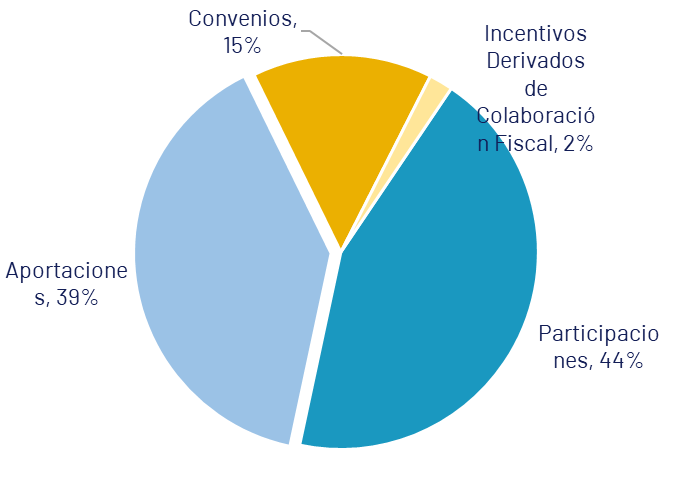 Convenios,
15%
Incentivos
Derivados
de
Colaboració
n Fiscal, 2%
Aportacione
s, 39%
Participacio
nes, 44%